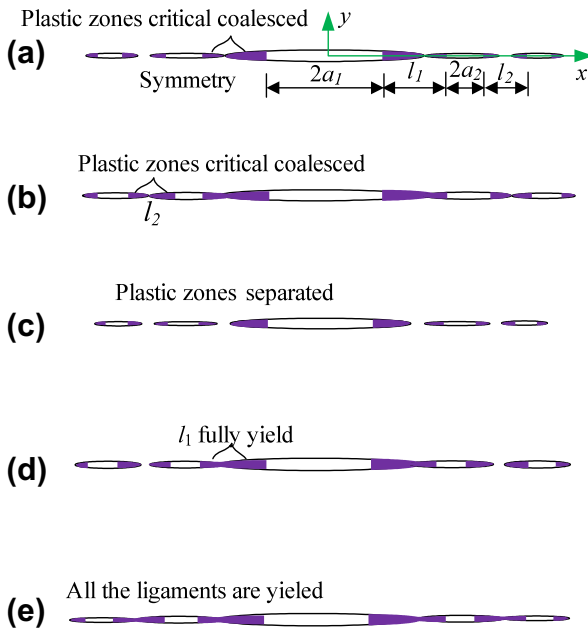 Plastic zones critical coalesced
y
(a)
Symmetry
2a1
l1
2a2
l2
x
Plastic zones critical coalesced
(b)
l2
Plastic zones separated
(c)
l1 fully yield
(d)
All the ligaments are yieled
(e)